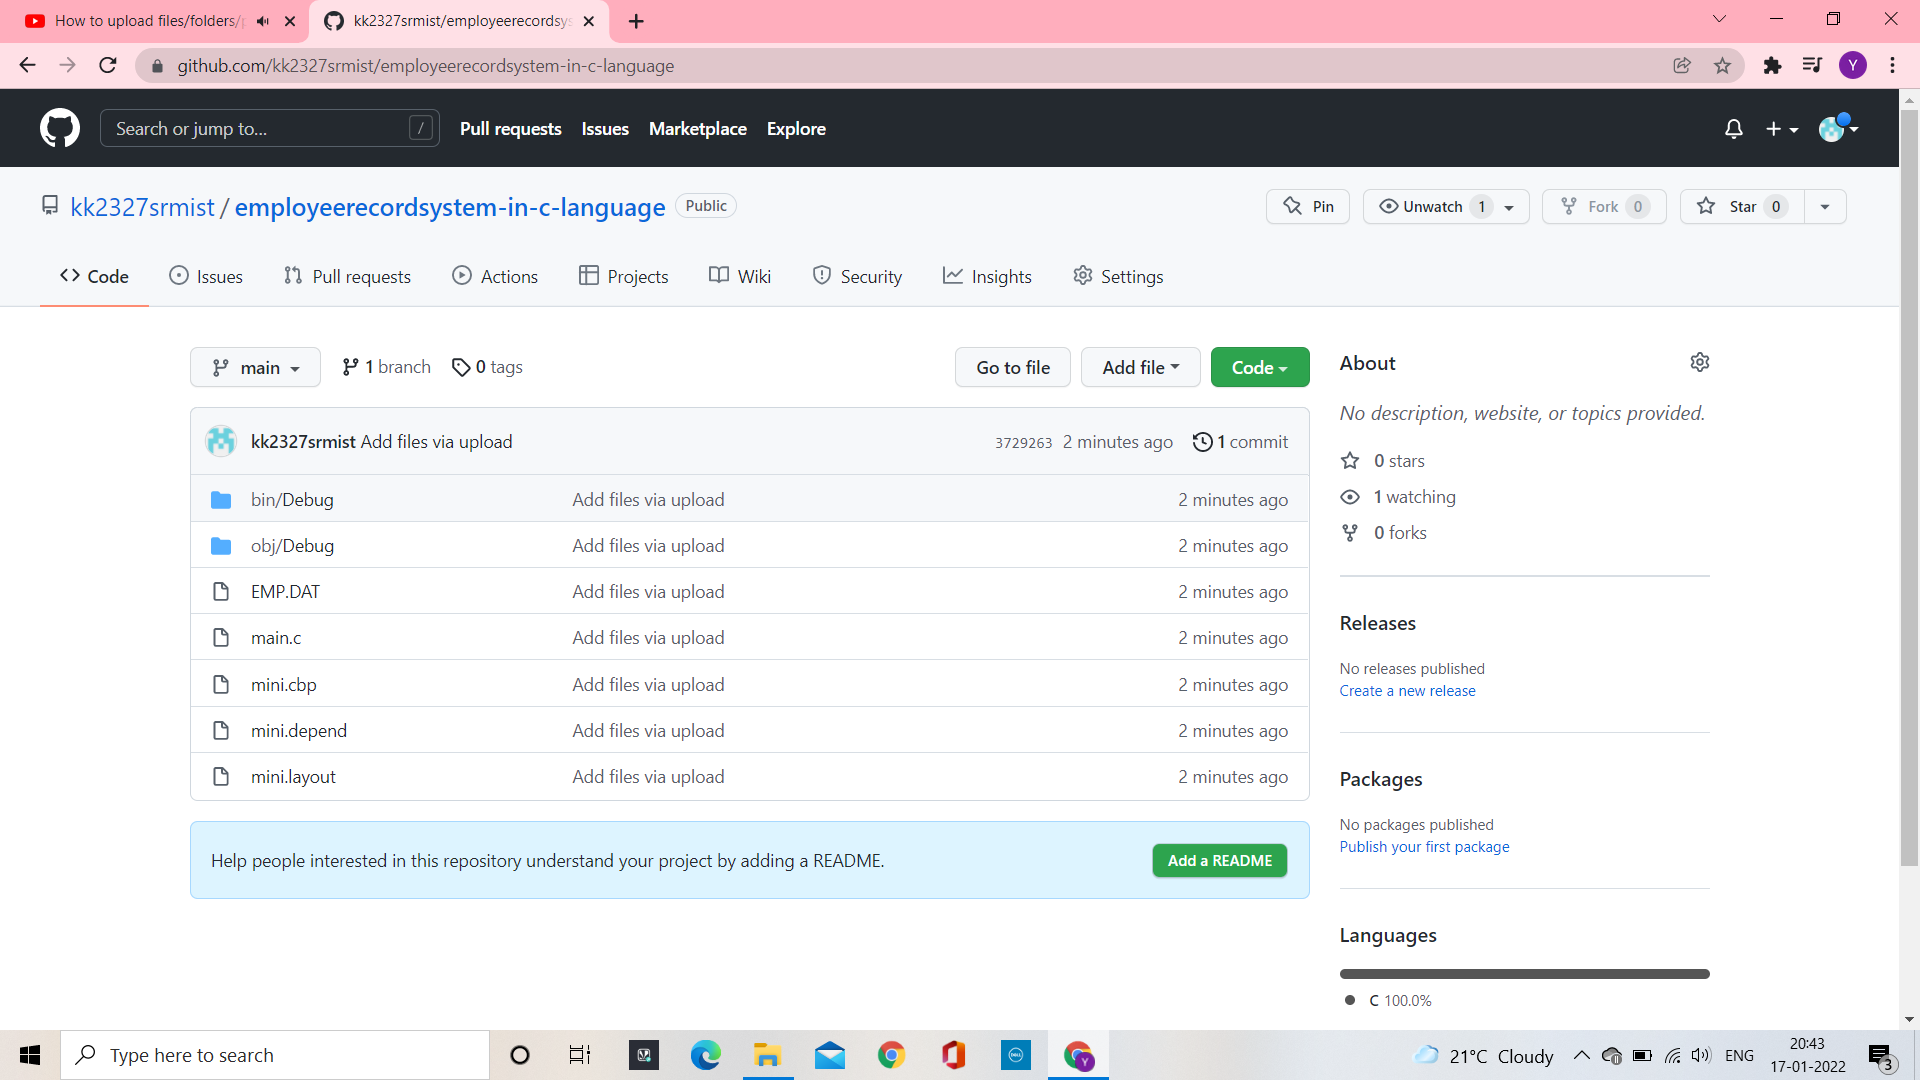 How to upload files/folders/
kk2327srmist/employeerecordsys
github.com/kk2327srmist/employeerecordsystem-in-c-language
Y
Search or jump to... /
Pull requests Issues Marketplace Explore
kk2327srmist / employeerecordsystem-in-c-language Public
Pin Unwatch 1 Fork 0 Star 0
Code Issues Pull requests Actions Projects Wiki Security Insights Settings
main 1 branch 0 tags Go to file Add file Code
kk2327srmist Add files via upload 3729263 2 minutes ago 1 commit
bin/Debug Add files via upload 2 minutes ago
obj/Debug Add files via upload 2 minutes ago
EMP.DAT Add files via upload 2 minutes ago
main.c Add files via upload 2 minutes ago
mini.cbp Add files via upload 2 minutes ago
mini.depend Add files via upload 2 minutes ago
mini.layout Add files via upload 2 minutes ago
Help people interested in this repository understand your project by adding a README. Add a README
About
No description, website, or topics provided.
0 stars
1 watching
0 forks
Releases
No releases published
Create a new release
Packages
No packages published
Publish your first package
Languages
C 100.0%
Type here to search
DELL
Y
21°C Cloudy
ENG
20:43
17-01-2022
3